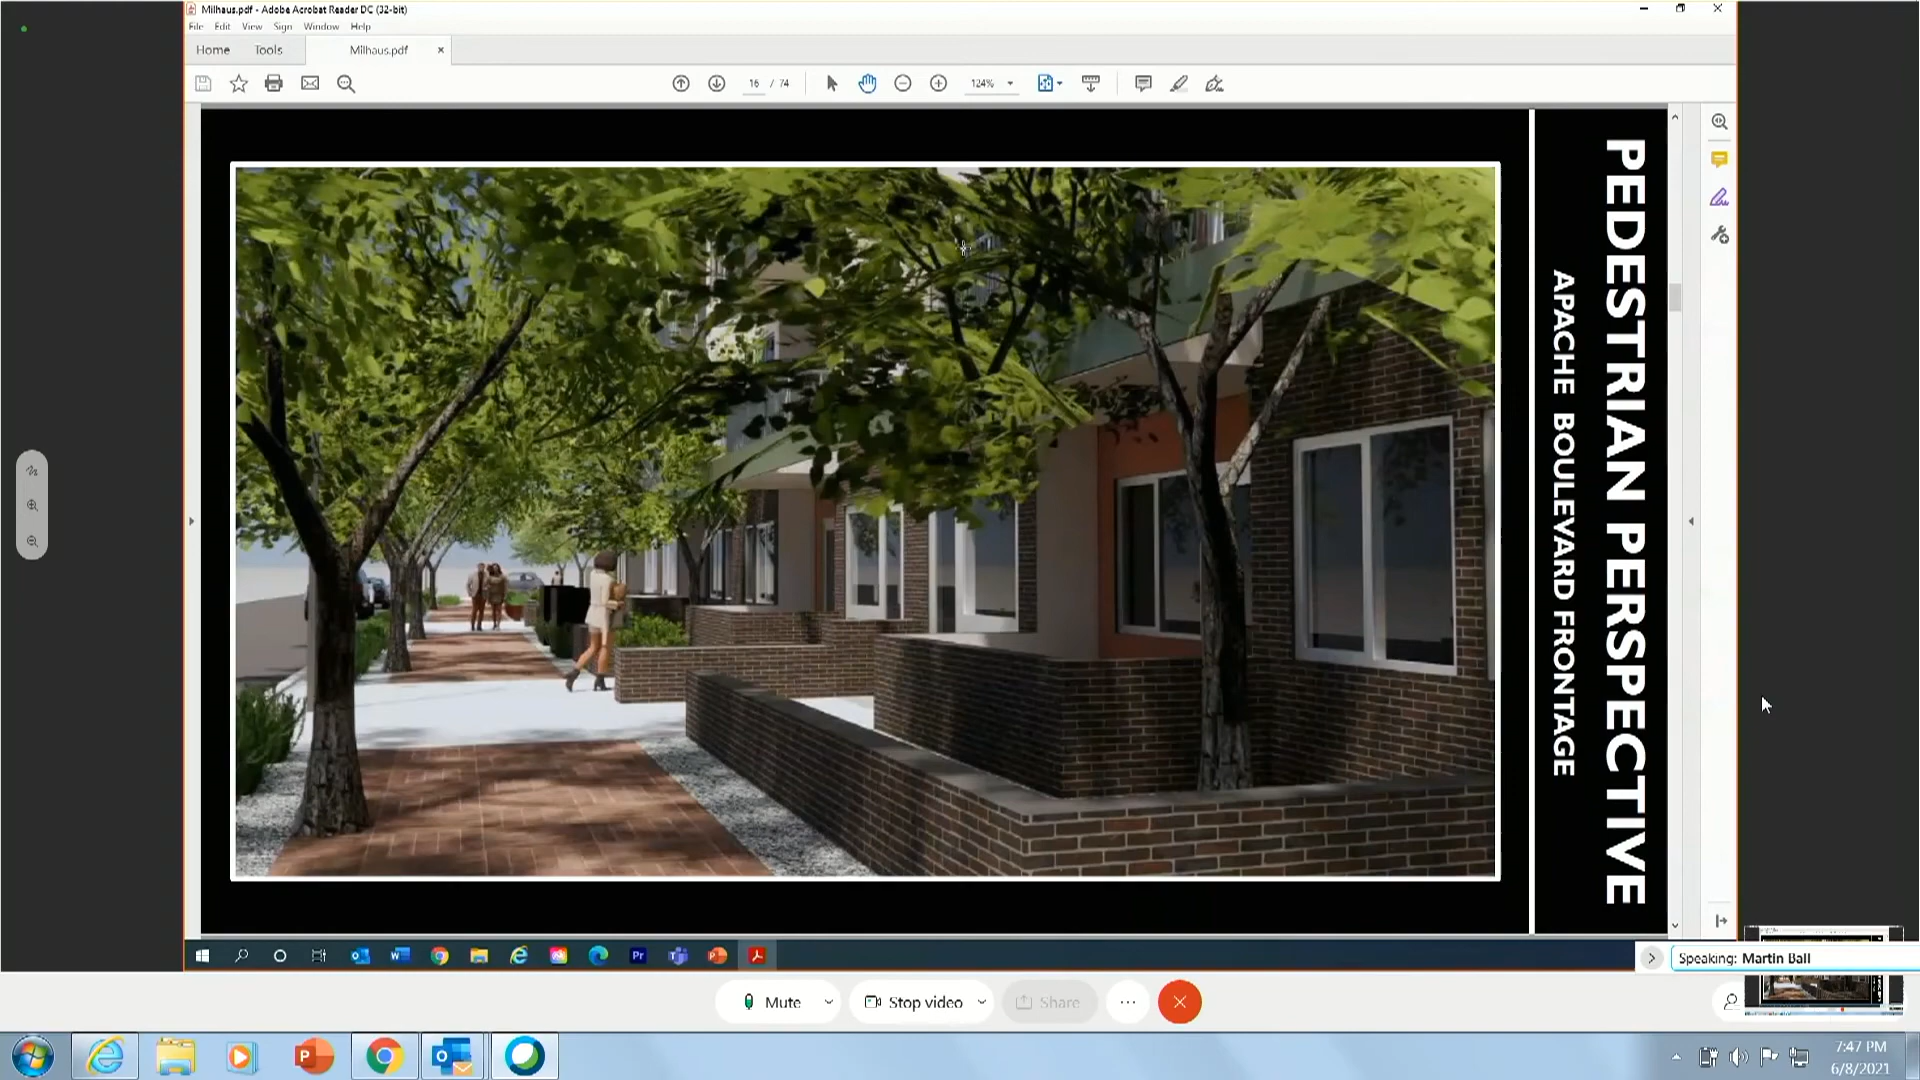 Milhaus.pdf - Adobe Acrobat Reader DC (32-bit)
File Edit View Sign Window Help
Home Tools Milhaus.pdf ×
16 / 74 124%
PEDESTRIAN PERSPECTIVE
APACHE BOULEVARD FRONTAGE
Speaking: Martin Ball
Mute Stop video Share
7:47 PM
6/8/2021